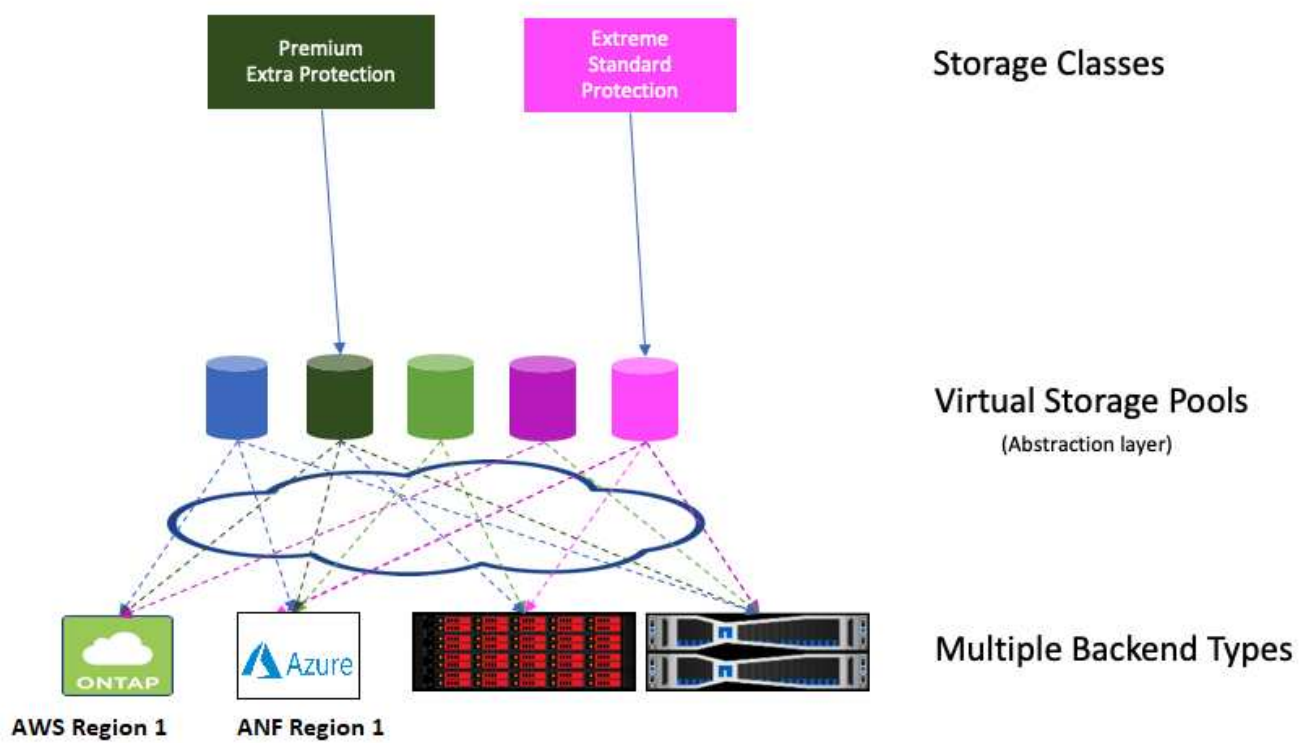 Premium
Extra Protection
Extreme
Standard
Protection
Storage Classes
Virtual Storage Pools
(Abstraction layer)
ONTAP
Azure
Multiple Backend Types
AWS Region 1
ANF Region 1